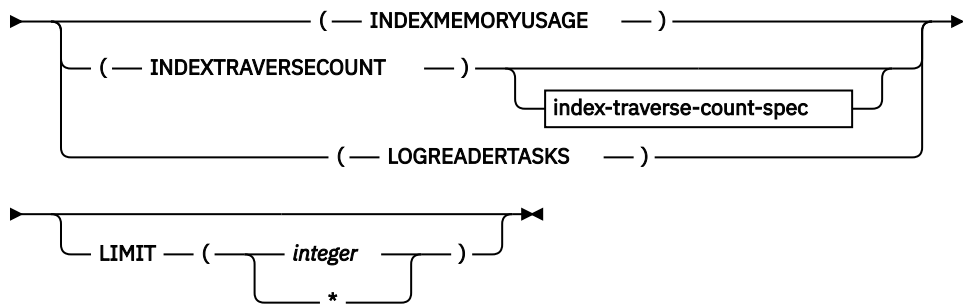 ( INDEXMEMORYUSAGE )
( INDEXTRAVERSECOUNT )
index-traverse-count-spec
( LOGREADERTASKS )
LIMIT ( integer )
*